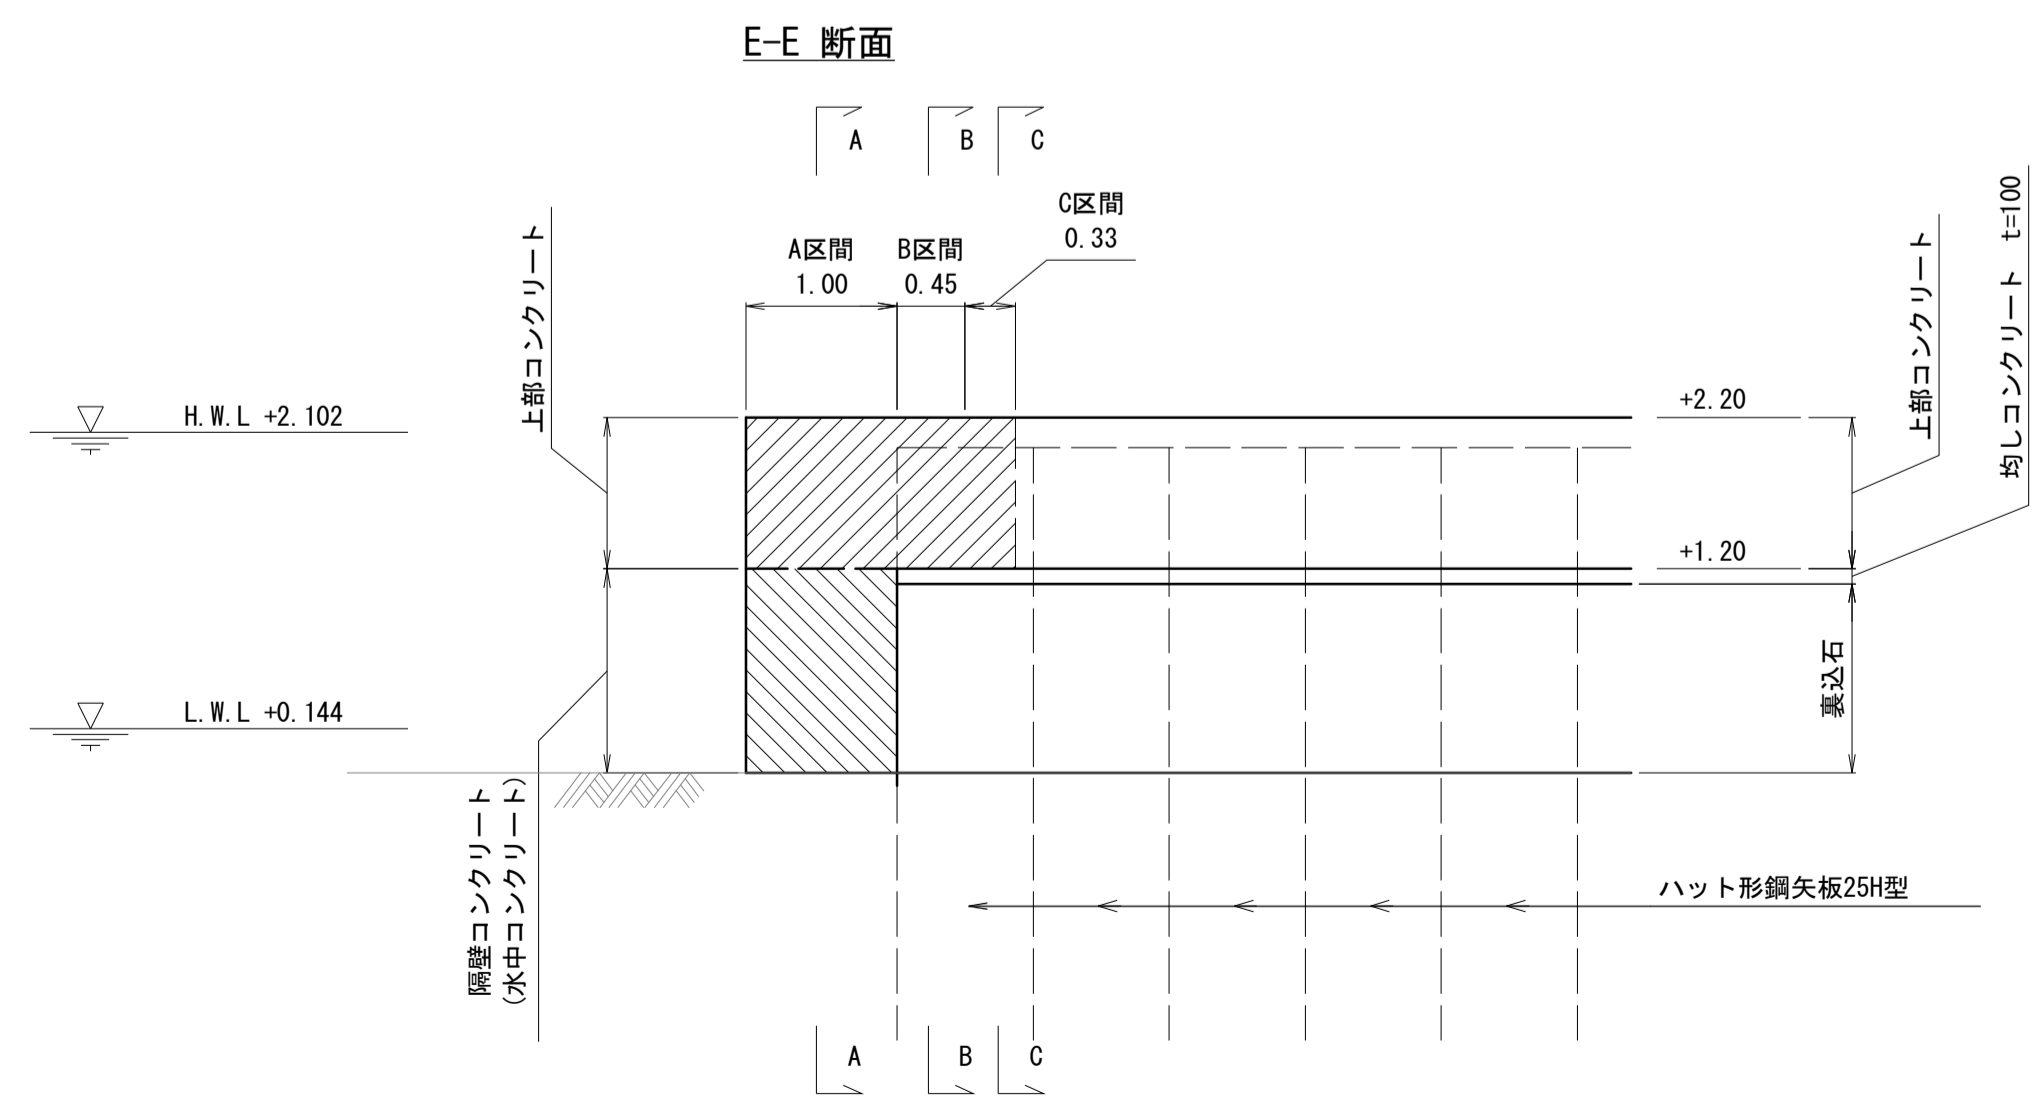 E-E 断面
A
B
C
C区間
0.33
A区間
1.00
B区間
0.45
上部コンクリート
H.W.L +2.102
L.W.L +0.144
隔壁コンクリート
(水中コンクリート)
+2.20
+1.20
上部コンクリート
均しコンクリート t=100
裏込石
ハット形鋼矢板25H型
A
B
C